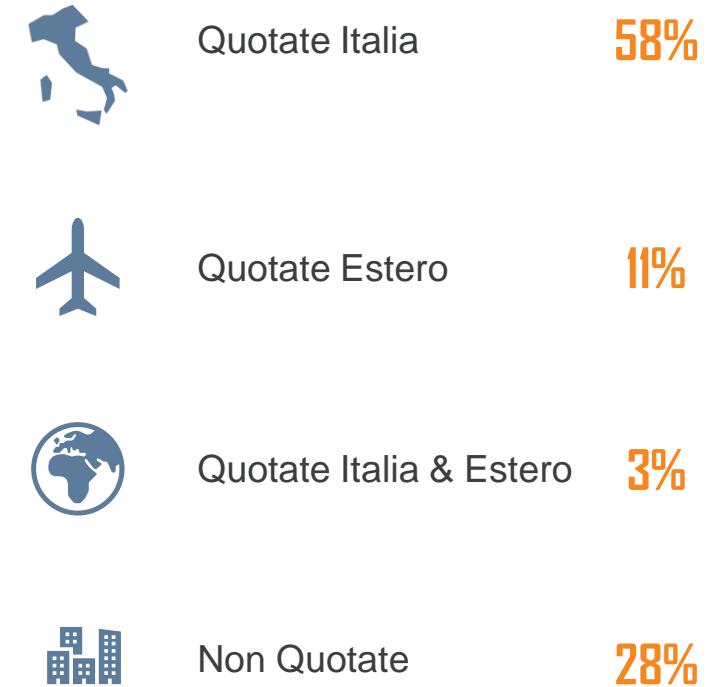 Quotate Italia 58%
Quotate Estero 11%
Quotate Italia & Estero 3%
Non Quotate 28%